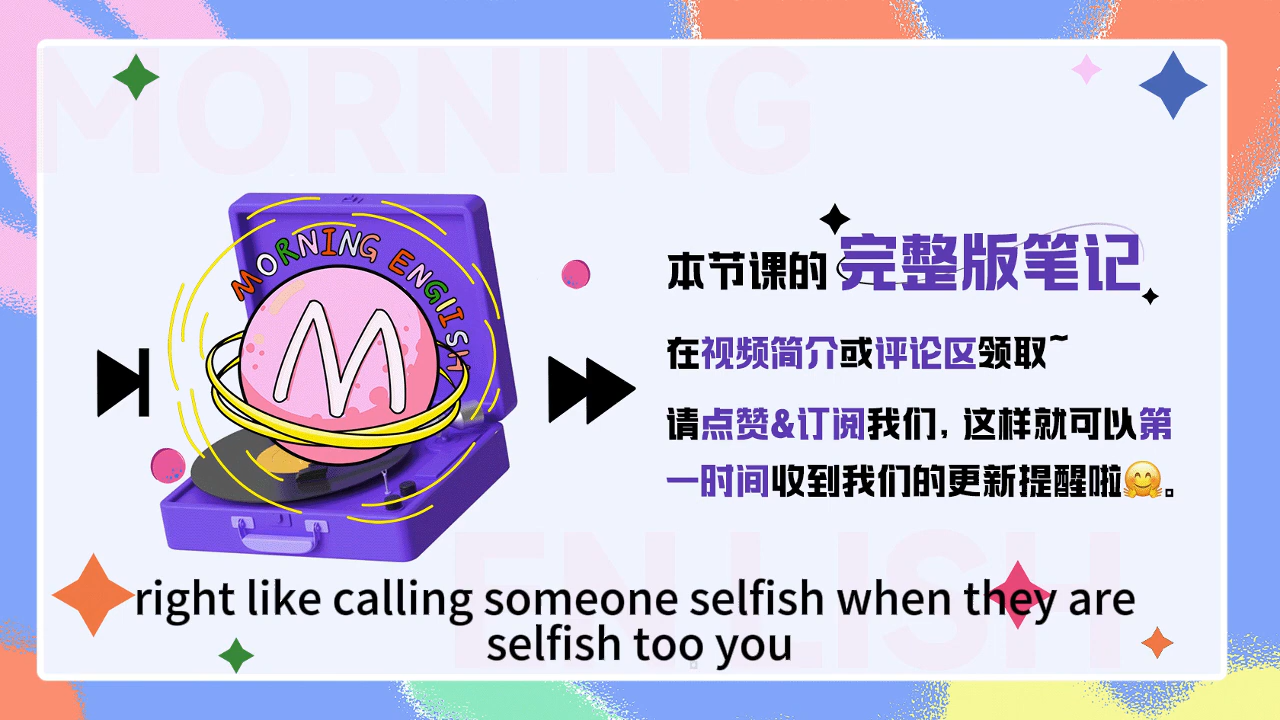 MORNING
MORNING ENGlISH
M
本节课的 完整版笔记
在视频简介或评论区领取~
请点赞&订阅我们, 这样就可以第
一时间收到我们的更新提醒啦🤗。
right like calling someone selfish when they are
selfish too you